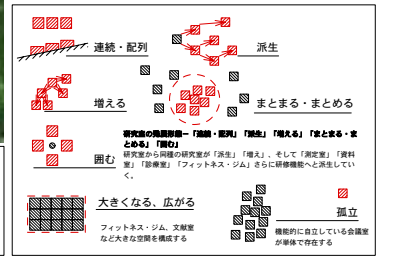 連続・配列
派生
増える
まとまる・まとめる
研究室の発展形態ー「連続・配列」「派生」「増える」「まとまる・ま
とめる」「囲む」
研究室から同種の研究室が「派生」「増え」、そして「測定室」「資料
室」「診療室」「フィットネス・ジム」さらに研修機能へと派生してい
く。
囲む
大きくなる、広がる
フィットネス・ジム、文献室
など大きな空間を構成する
孤立
機能的に自立している会議室
が単体で存在する